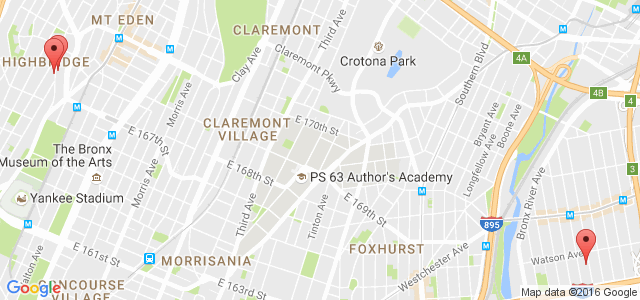 MT EDEN
CLAREMONT
HIGHBRIDGE
Clay Ave
Third Ave
Claremont Pkwy
Crotona Park
Southern Blvd
4A
4B
4
Morris Ave
CLAREMONT
VILLAGE
E 170th St
E 167th St
Bryant Ave
Boone Ave
The Bronx
Museum of the Arts
E 168th St
PS 63 Author's Academy
Longfellow Ave
Bronx River Ave
3
Yankee Stadium
Morris Ave
Third Ave
Tinton Ave
E 169th St
895
E 161st St
FOXHURST
Watson Ave
MORRISANIA
Westchester Ave
E 163rd St
VILLAGE
Google
Map data ©2016 Google